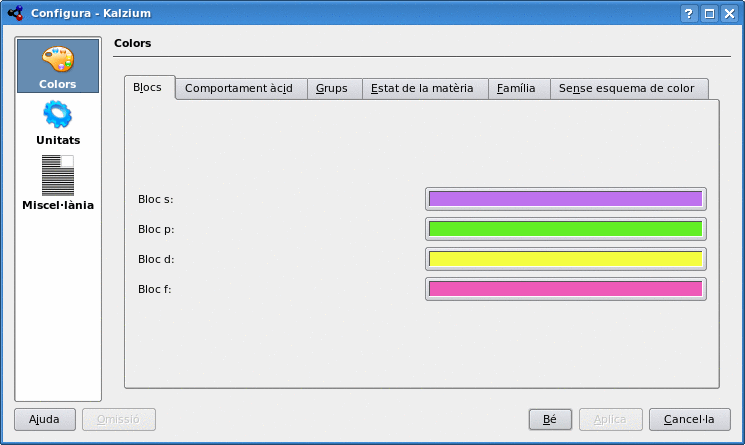 Configura - Kalzium
Colors
Unitats
Miscel·lània
Colors
Blocs
Comportament àcid
Grups
Estat de la matèria
Família
Sense esquema de color
Bloc s:
Bloc p:
Bloc d:
Bloc f:
Ajuda
Omissió
Bé
Aplica
Cancel·la